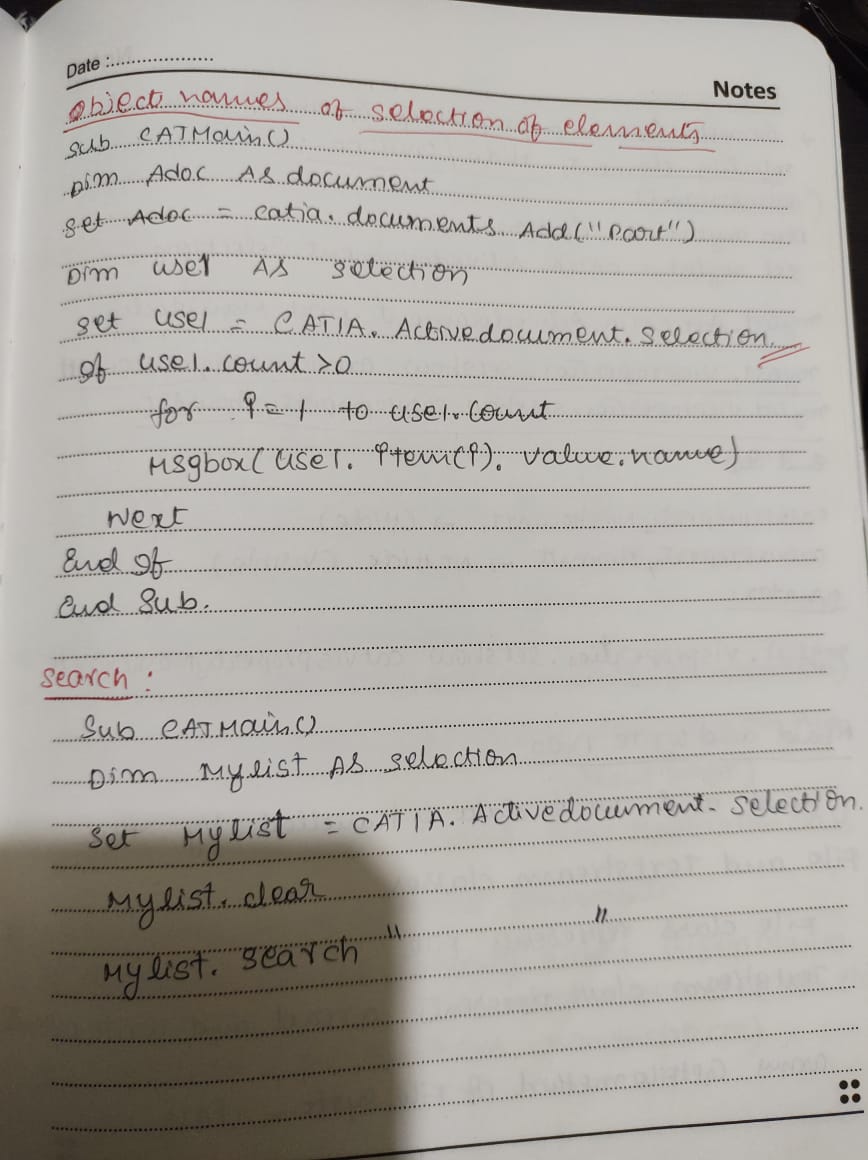 Date :
Notes
Object names of selection of elements
Sub CATMain()
Dim Adoc As document
Set Adoc = Catia. documents. Add("Part")
Dim usel As selection
Set usel = CATIA. Activedocument. Selection
If usel. count >0
for i = 1 to usel. count
Msgbox(usel. item(i). value. name)
Next
End If
End Sub.
Search :
Sub CATMain()
Dim Mylist As selection
Set Mylist = CATIA. Activedocument. Selection.
Mylist. clear
Mylist. search " "